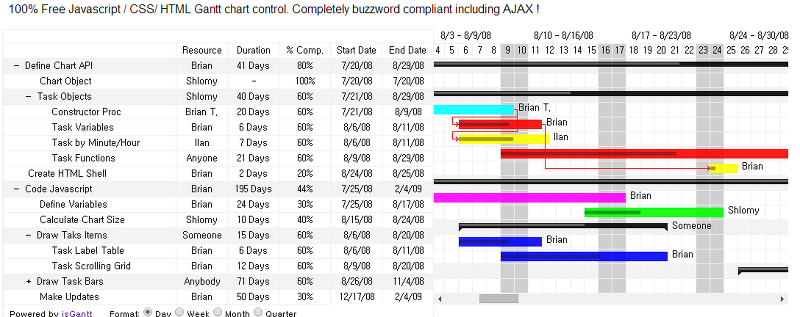 100% Free Javascript / CSS/ HTML Gantt chart control. Completely buzzword compliant including AJAX !
8/3 - 8/9/08 8/10 - 8/16/08 8/17 - 8/23/08 8/24 - 8/30/08
Resource Duration % Comp. Start Date End Date 4 5 6 7 8 9 10 11 12 13 14 15 16 17 18 19 20 21 22 23 24 25 26 27 28 29
− Define Chart API Brian 41 Days 80% 7/20/08 8/29/08
Chart Object Shlomy - 100% 7/20/08 7/20/08
− Task Objects Shlomy 40 Days 60% 7/21/08 8/29/08
Constructor Proc Brian T. 20 Days 60% 7/21/08 8/9/08 Brian T.
Task Variables Brian 6 Days 60% 8/6/08 8/11/08 Brian
Task by Minute/Hour Ilan 7 Days 60% 8/6/08 8/11/08 Ilan
Task Functions Anyone 21 Days 60% 8/9/08 8/29/08
Create HTML Shell Brian 2 Days 20% 8/24/08 8/25/08 Brian
− Code Javascript Brian 195 Days 44% 7/25/08 2/4/09
Define Variables Brian 24 Days 30% 7/25/08 8/17/08 Brian
Calculate Chart Size Shlomy 10 Days 40% 8/15/08 8/24/08 Shlomy
− Draw Taks Items Someone 15 Days 60% 8/6/08 8/20/08 Someone
Task Label Table Brian 6 Days 60% 8/6/08 8/11/08 Brian
Task Scrolling Grid Brian 12 Days 60% 8/9/08 8/20/08 Brian
+ Draw Task Bars Anybody 71 Days 60% 8/26/08 11/4/08
Make Updates Brian 50 Days 30% 12/17/08 2/4/09
Powered by jsGantt Format: Day Week Month Quarter